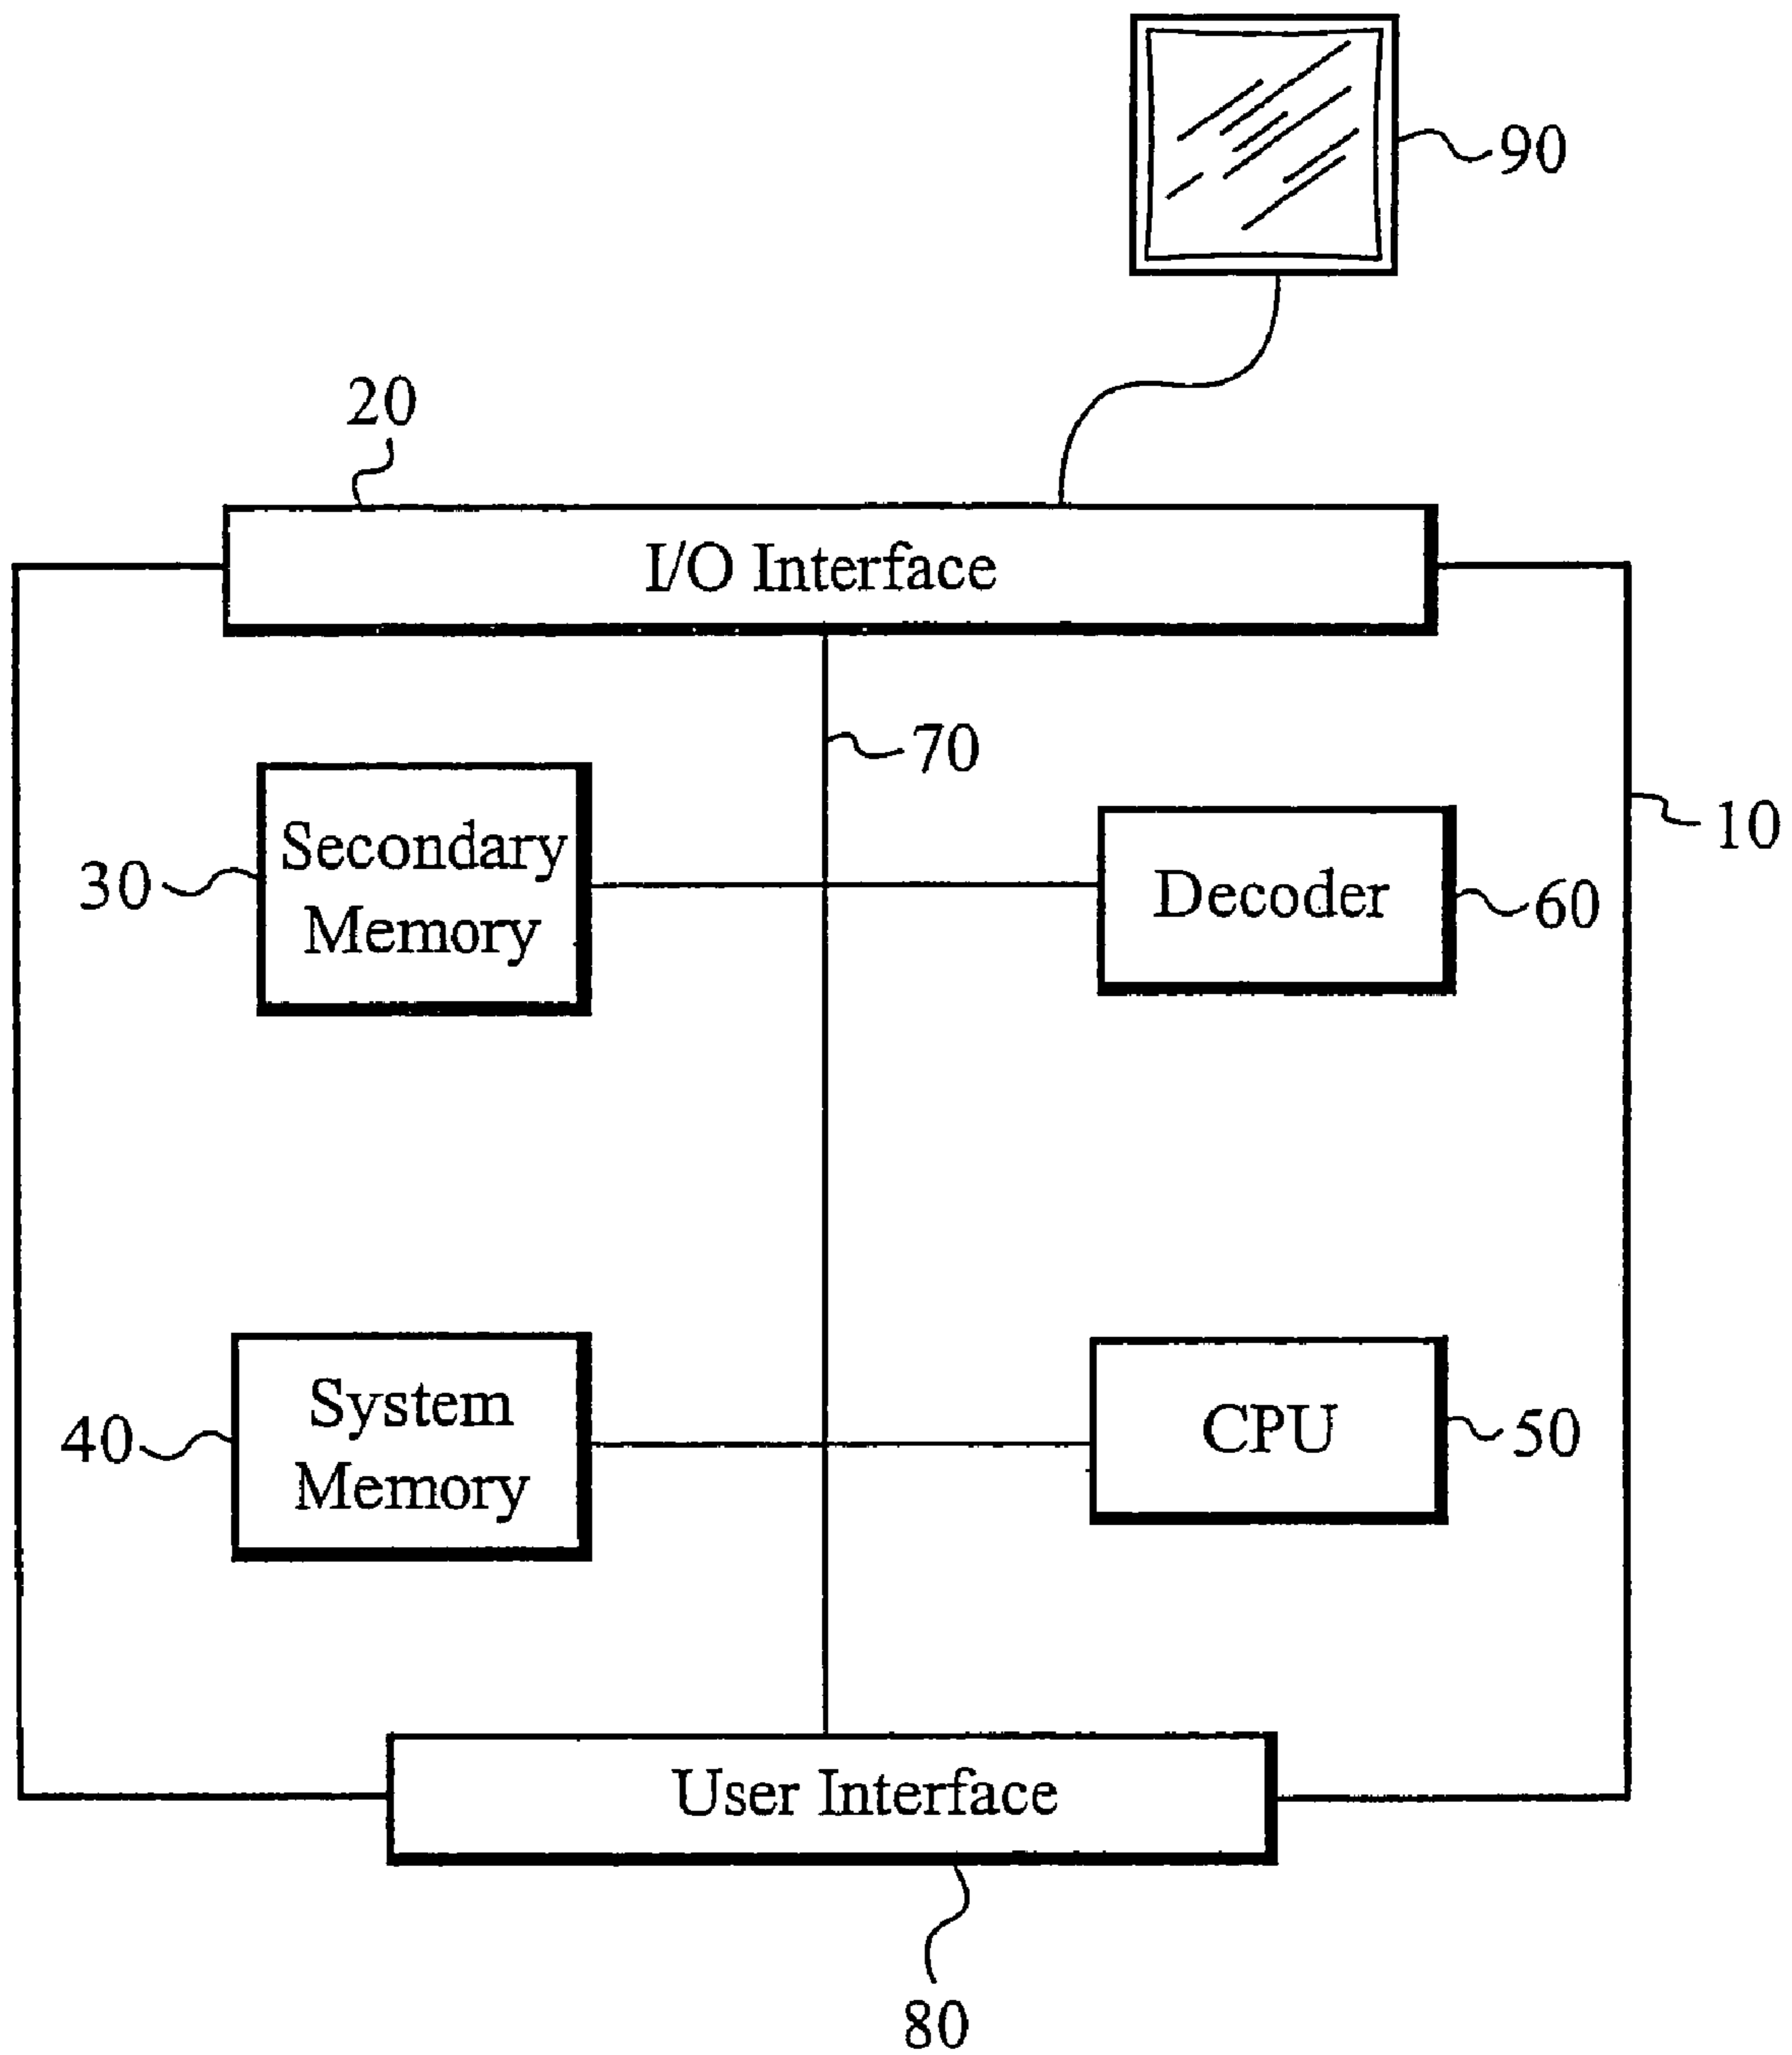 90
20
I/O Interface
70
10
Secondary
Memory
30
Decoder
60
System
Memory
40
CPU
50
User Interface
80